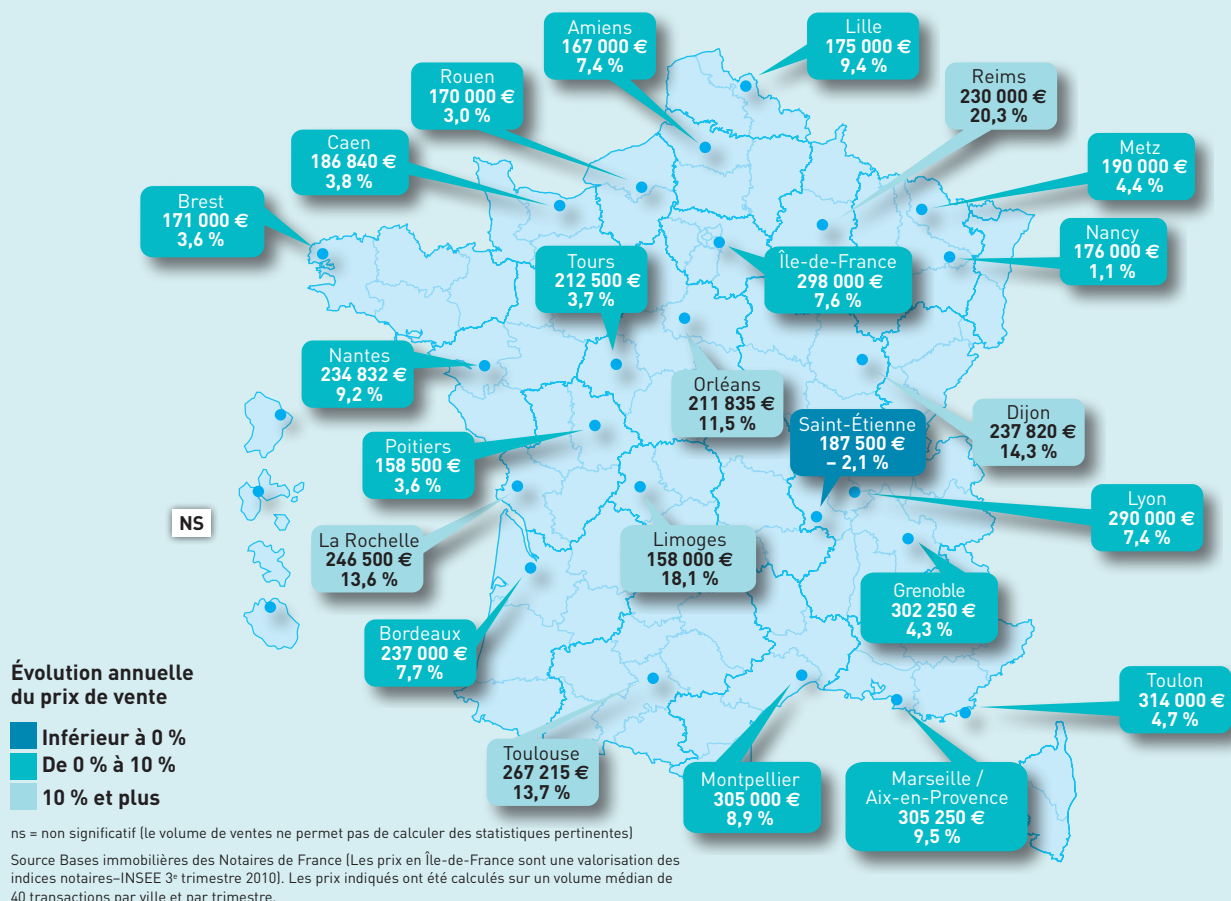 Amiens
167 000 €
7,4 %
Lille
175 000 €
9,4 %
Rouen
170 000 €
3,0 %
Reims
230 000 €
20,3 %
Caen
186 840 €
3,8 %
Metz
190 000 €
4,4 %
Brest
171 000 €
3,6 %
Nancy
176 000 €
1,1 %
Tours
212 500 €
3,7 %
Île-de-France
298 000 €
7,6 %
Nantes
234 832 €
9,2 %
Orléans
211 835 €
11,5 %
Dijon
237 820 €
14,3 %
Saint-Étienne
187 500 €
– 2,1 %
Poitiers
158 500 €
3,6 %
Lyon
290 000 €
7,4 %
NS
La Rochelle
246 500 €
13,6 %
Limoges
158 000 €
18,1 %
Grenoble
302 250 €
4,3 %
Bordeaux
237 000 €
7,7 %
Toulon
314 000 €
4,7 %
Toulouse
267 215 €
13,7 %
Montpellier
305 000 €
8,9 %
Marseille /
Aix-en-Provence
305 250 €
9,5 %
Évolution annuelle
du prix de vente
Inférieur à 0 %
De 0 % à 10 %
10 % et plus
ns = non significatif (le volume de ventes ne permet pas de calculer des statistiques pertinentes)
Source Bases immobilières des Notaires de France (Les prix en Île-de-France sont une valorisation des
indices notaires–INSEE 3e trimestre 2010). Les prix indiqués ont été calculés sur un volume médian de
40 transactions par ville et par trimestre.